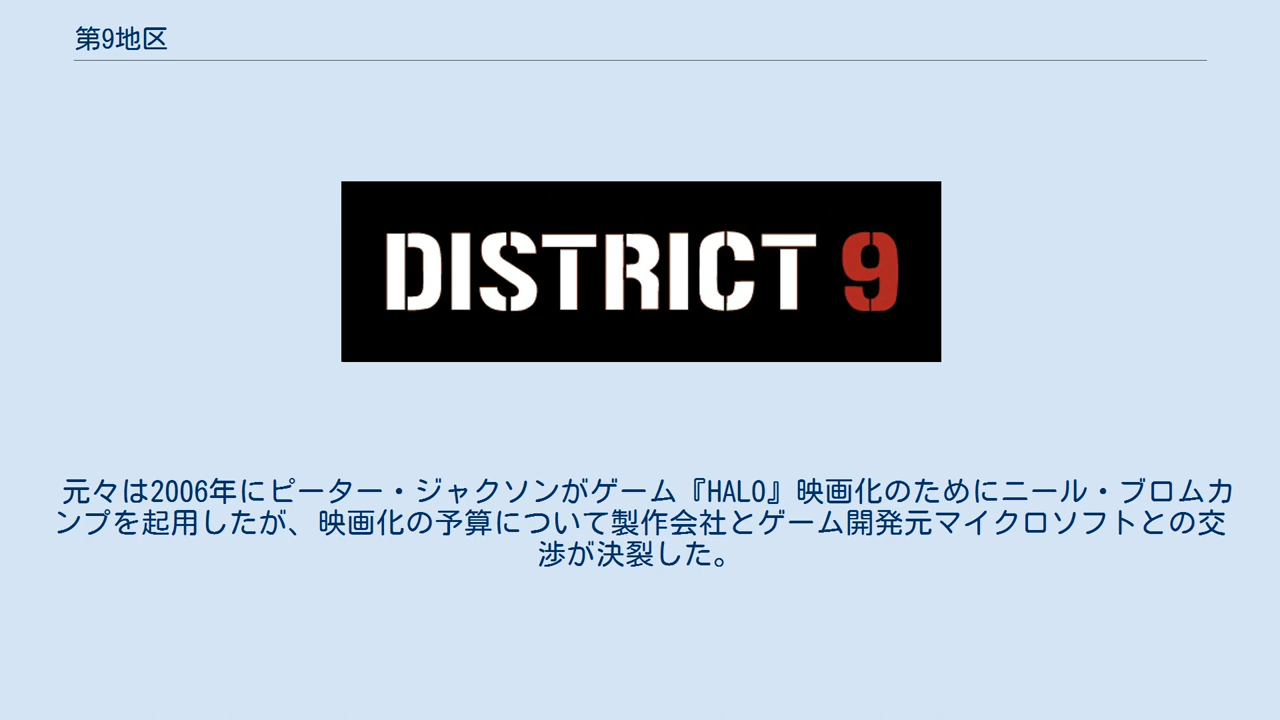 第9地区
DISTRICT 9
元々は2006年にピーター・ジャクソンがゲーム『HALO』映画化のためにニール・ブロムカ
ンプを起用したが、映画化の予算について製作会社とゲーム開発元マイクロソフトとの交
渉が決裂した。